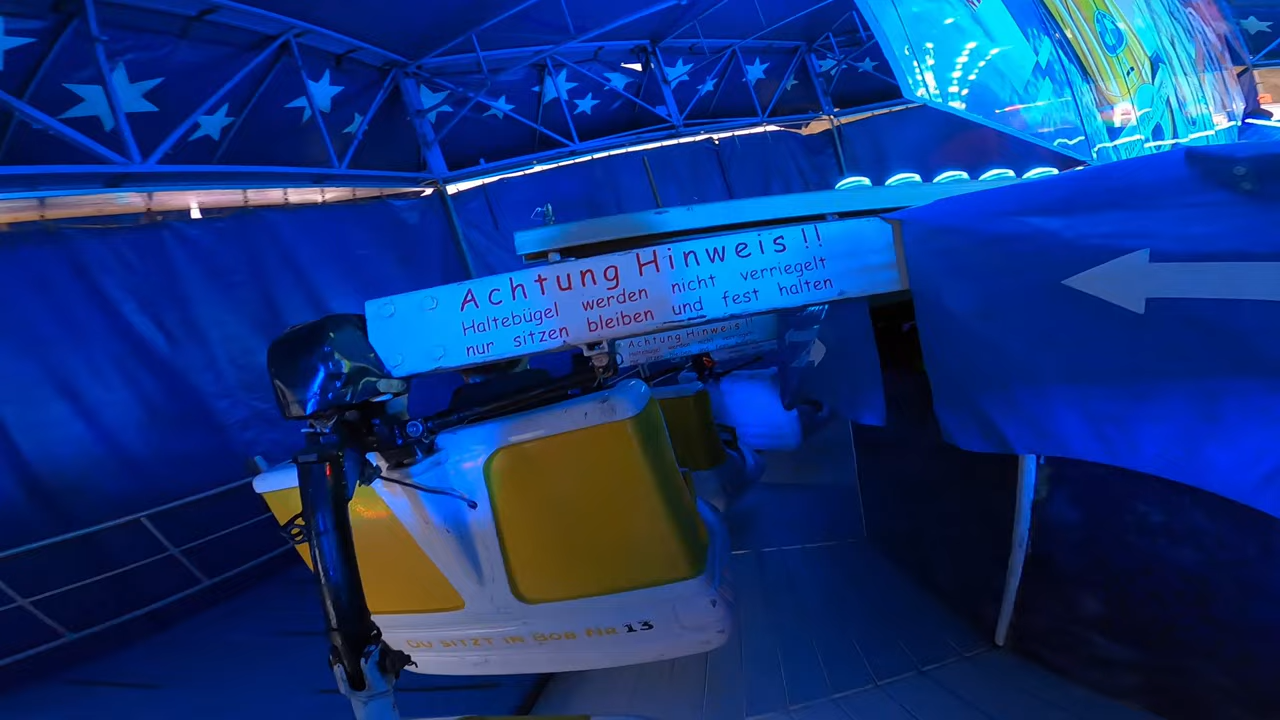 Achtung Hinweis !!
Haltebügel werden nicht verriegelt
nur sitzen bleiben und fest halten
Achtung Hinweis !!
DU SITZT IN BOB NR 13